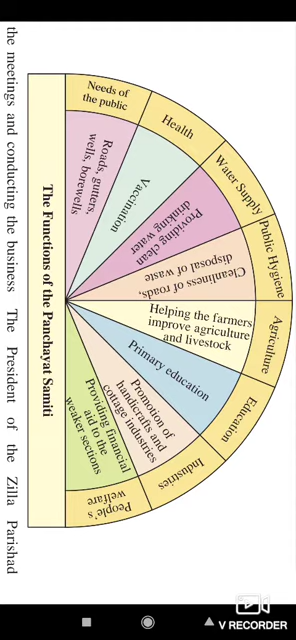 Needs of
the public
Roads, gutters,
wells, borewells
Health
Vaccination
Water Supply
Providing clean
drinking water
Public Hygiene
Cleanliness of roads,
disposal of waste
Agriculture
Helping the farmers
improve agriculture
and livestock
Education
Primary education
Industries
Promotion of
handicrafts and
cottage industries
People's
welfare
Providing financial
aid to the
weaker sections
The Functions of the Panchayat Samiti
the meetings and conducting the business The President of the Zilla Parishad
V RECORDER